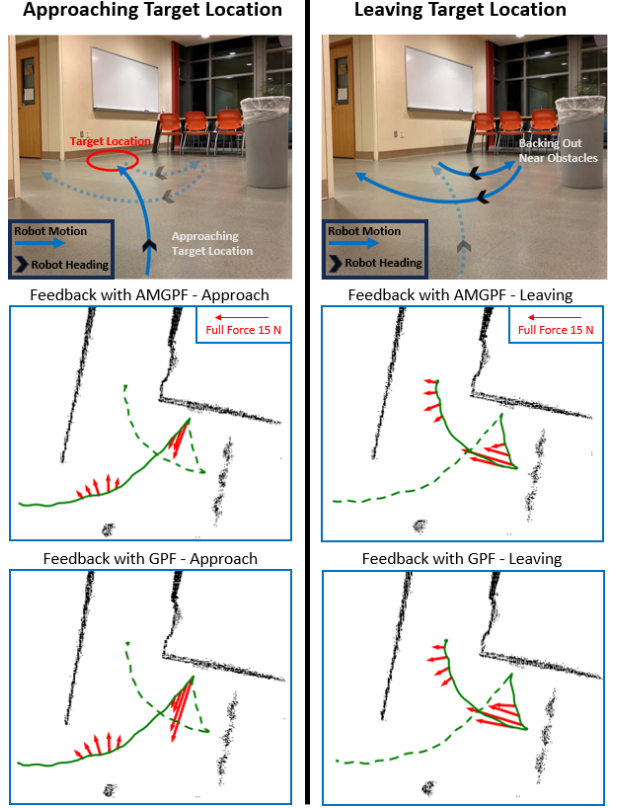 Approaching Target Location
Target Location
Approaching
Target Location
Robot Motion
Robot Heading
Feedback with AMGPF - Approach
Full Force 15 N
Feedback with GPF - Approach
Leaving Target Location
Backing Out
Near Obstacles
Robot Motion
Robot Heading
Feedback with AMGPF - Leaving
Full Force 15 N
Feedback with GPF - Leaving